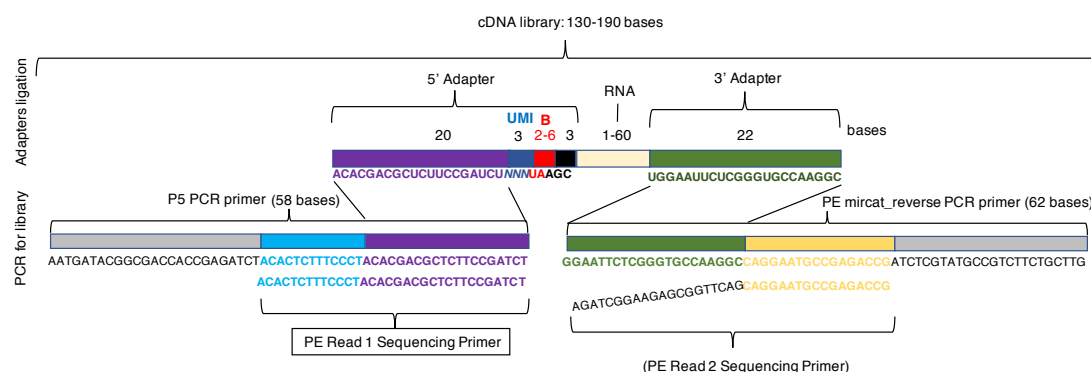 cDNA library: 130-190 bases
Adapters ligation
5’ Adapter
RNA
3’ Adapter
UMI B
20 3 2-6 3 1-60 22 bases
ACACGACGCUCUUCCGAUCUNNNUAAGC
UGGAAUUCUCGGGUGCCAAGGC
PCR for library
P5 PCR primer (58 bases)
PE mircat_reverse PCR primer (62 bases)
AATGATACGGCGACCACCGAGATCTACACTCTTTCCCTACACGACGCTCTTCCGATCT
GGAATTCTCGGGTGCCAAGGCCAGGAATGCCGAGACCGATCTCGTATGCCGTCTTCTGCTTG
ACACTCTTTCCCTACACGACGCTCTTCCGATCT
AGATCGGAAGAGCGGTTCAGCAGGAATGCCGAGACCG
PE Read 1 Sequencing Primer
(PE Read 2 Sequencing Primer)